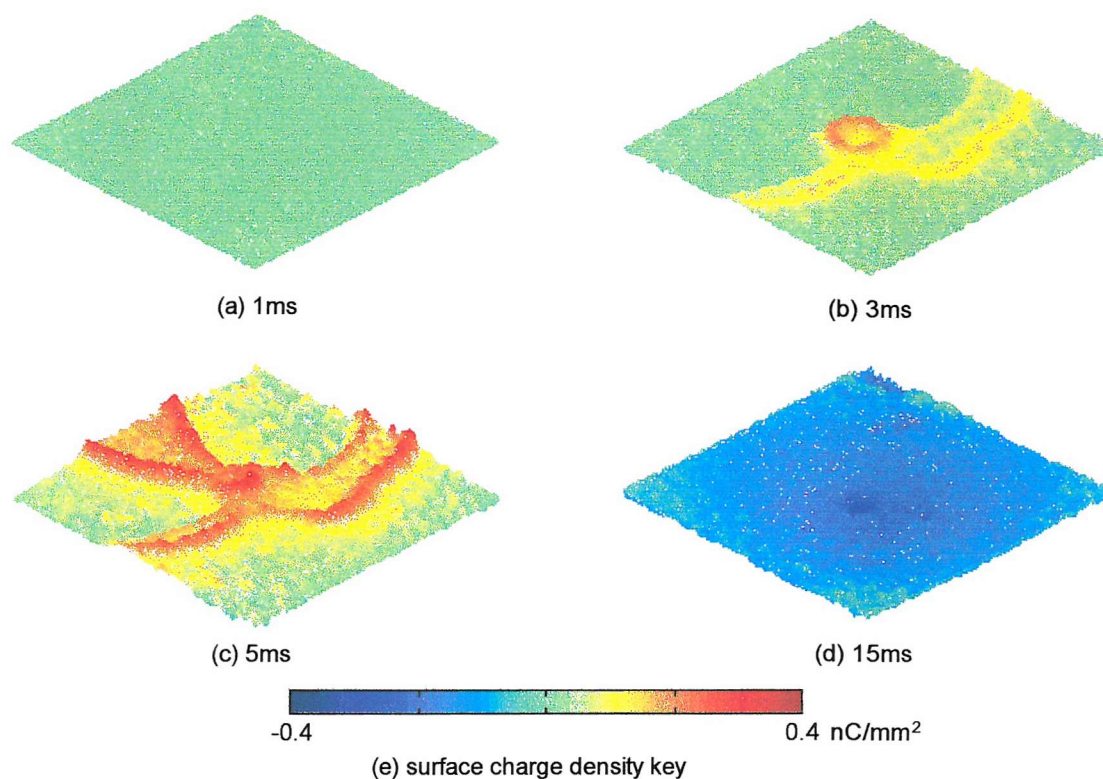 (a) 1ms
(b) 3ms
(c) 5ms
(d) 15ms
-0.4
0.4 nC/mm²
(e) surface charge density key